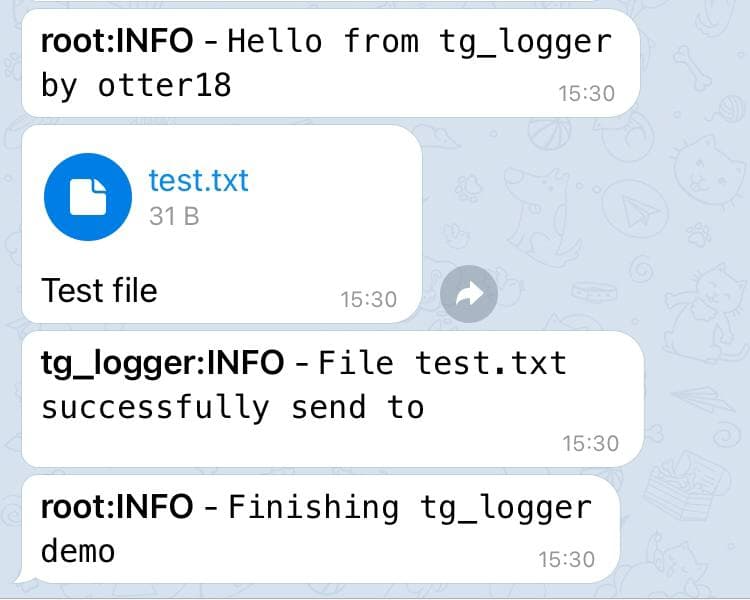 root:INFO - Hello from tg_logger
by otter18
15:30
test.txt
31 B
Test file
15:30
tg_logger:INFO - File test.txt
successfully send to
15:30
root:INFO - Finishing tg_logger
demo
15:30